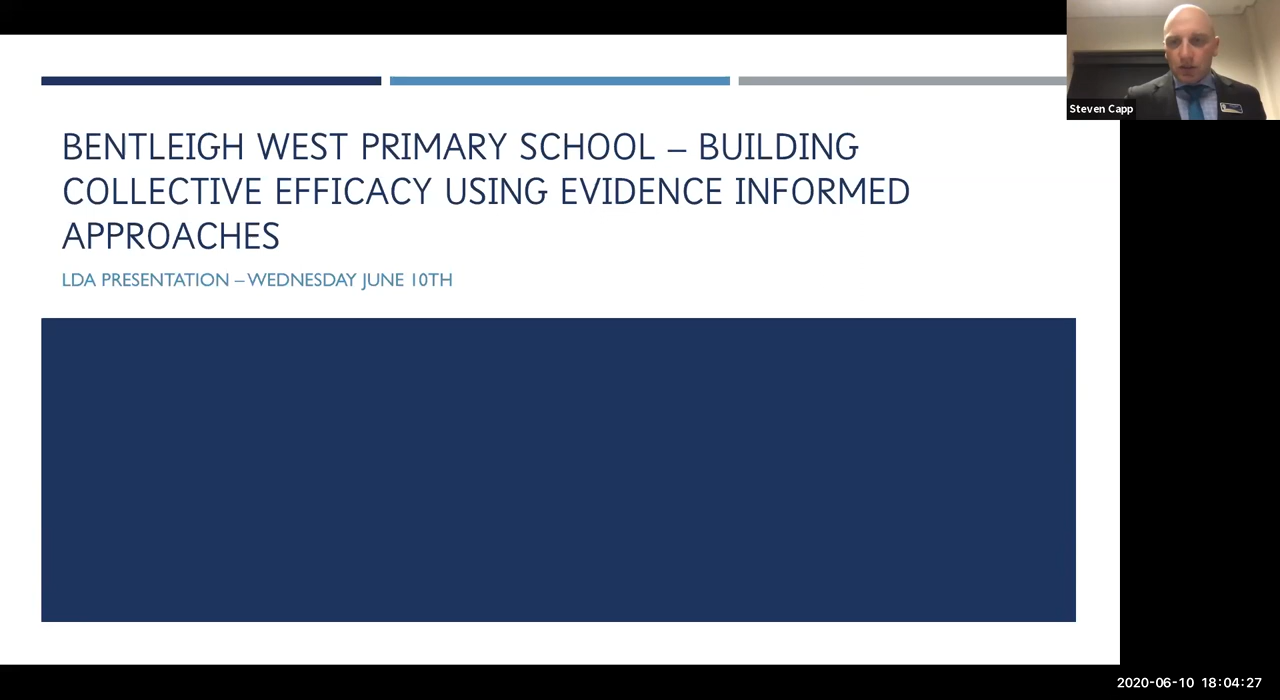 BENTLEIGH WEST PRIMARY SCHOOL – BUILDING
COLLECTIVE EFFICACY USING EVIDENCE INFORMED
APPROACHES
LDA PRESENTATION – WEDNESDAY JUNE 10TH
Steven Capp
2020-06-10 18:04:27